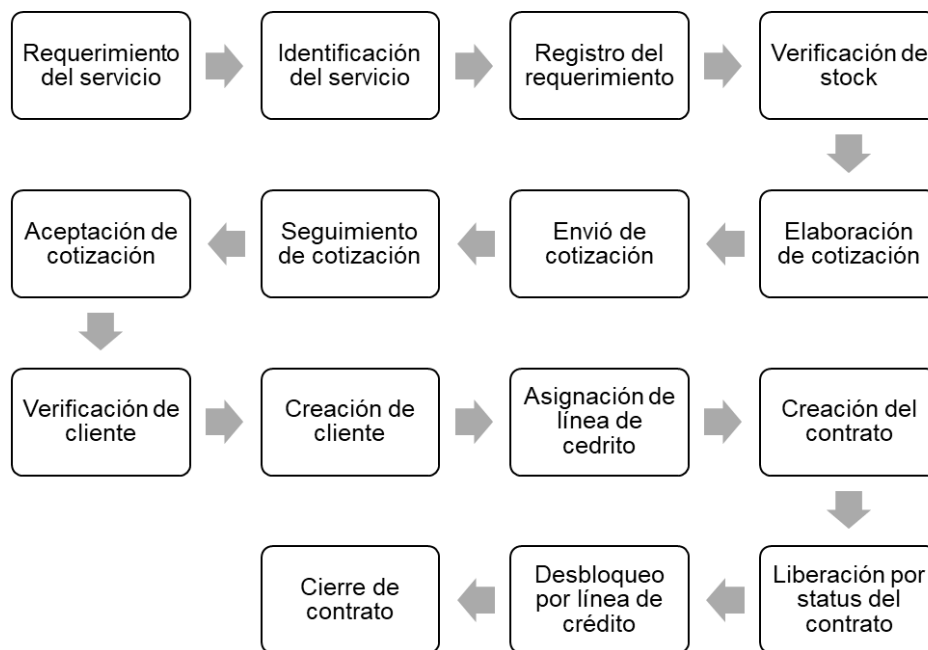 Requerimiento
del servicio
Identificación
del servicio
Registro del
requerimiento
Verificación de
stock
Elaboración
de cotización
Envió de
cotización
Seguimiento
de cotización
Aceptación de
cotización
Verificación de
cliente
Creación de
cliente
Asignación de
línea de
cedrito
Creación del
contrato
Liberación por
status del
contrato
Desbloqueo
por línea de
crédito
Cierre de
contrato